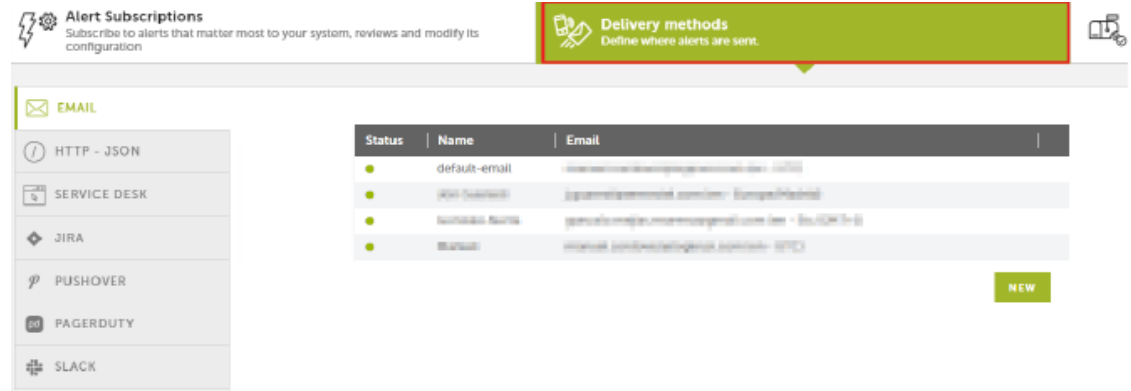 Alert Subscriptions
Subscribe to alerts that matter most to your system, reviews and modify its
configuration
Delivery methods
Define where alerts are sent.
EMAIL
HTTP - JSON
SERVICE DESK
JIRA
PUSHOVER
PAGERDUTY
SLACK
Status Name Email
default-email
NEW